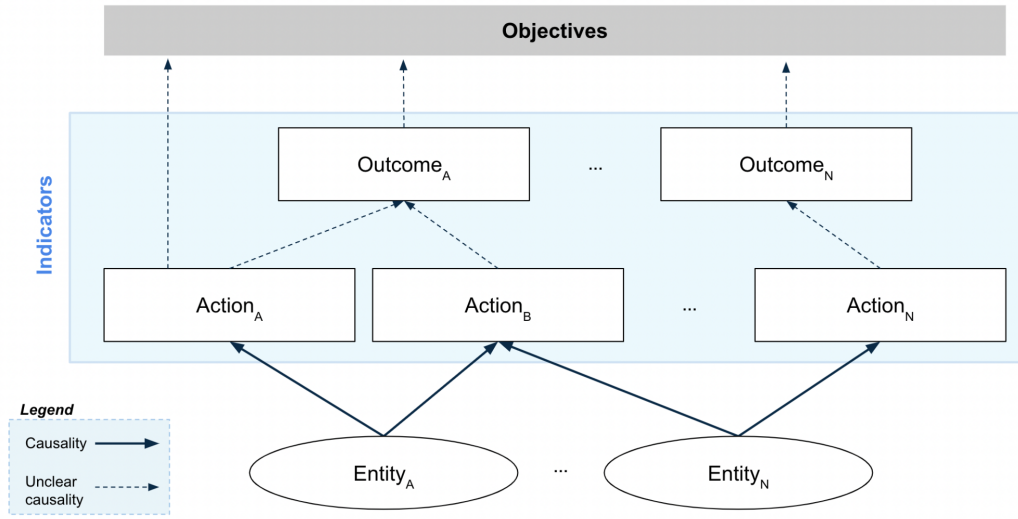 Objectives
Outcome_A
...
Outcome_N
Indicators
Action_A
Action_B
...
Action_N
Legend
Causality
Unclear
causality
Entity_A
...
Entity_N